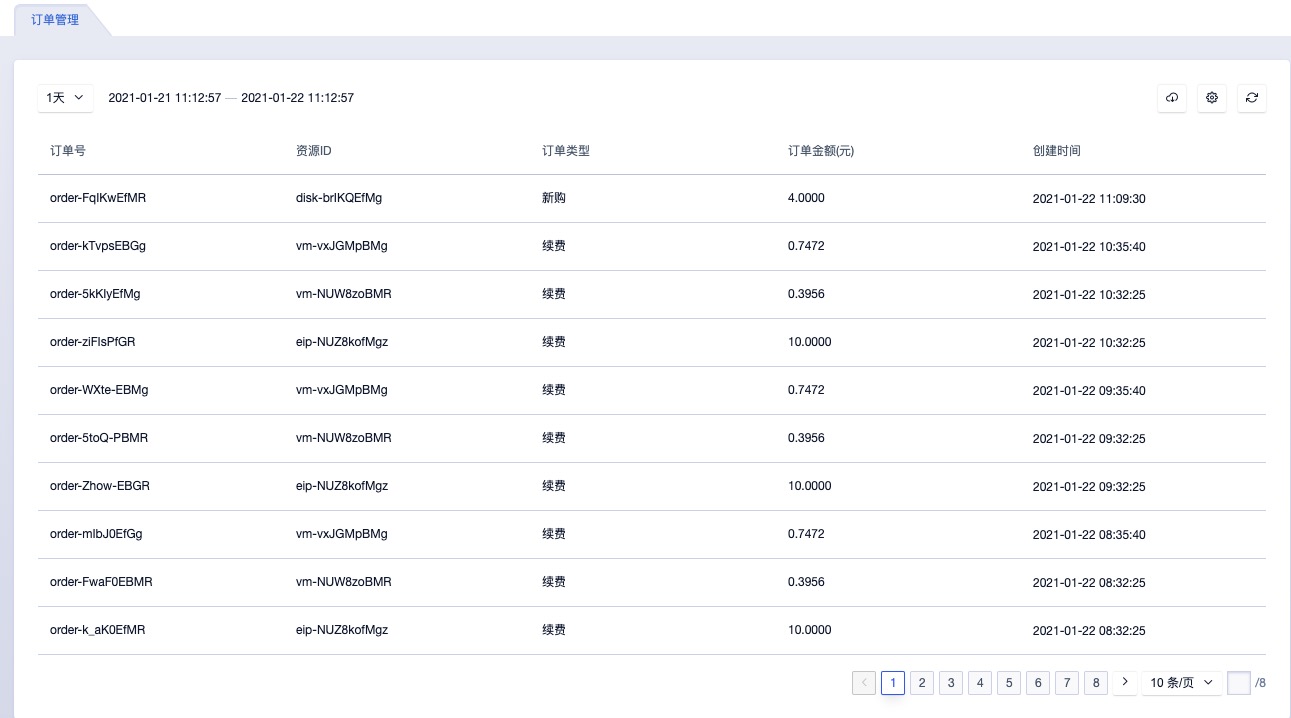 订单管理
1天 2021-01-21 11:12:57 — 2021-01-22 11:12:57
订单号 资源ID 订单类型 订单金额(元) 创建时间
order-FqIKwEfMR disk-brIKQEfMg 新购 4.0000 2021-01-22 11:09:30
order-kTvpsEBGg vm-vxJGMpBMg 续费 0.7472 2021-01-22 10:35:40
order-5kKlyEfMg vm-NUW8zoBMR 续费 0.3956 2021-01-22 10:32:25
order-ziFIsPfGR eip-NUZ8kofMgz 续费 10.0000 2021-01-22 10:32:25
order-WXte-EBMg vm-vxJGMpBMg 续费 0.7472 2021-01-22 09:35:40
order-5toQ-PBMR vm-NUW8zoBMR 续费 0.3956 2021-01-22 09:32:25
order-Zhow-EBGR eip-NUZ8kofMgz 续费 10.0000 2021-01-22 09:32:25
order-mIbJ0EfGg vm-vxJGMpBMg 续费 0.7472 2021-01-22 08:35:40
order-FwaF0EBMR vm-NUW8zoBMR 续费 0.3956 2021-01-22 08:32:25
order-k_aK0EfMR eip-NUZ8kofMgz 续费 10.0000 2021-01-22 08:32:25
1 2 3 4 5 6 7 8 10 条/页 /8